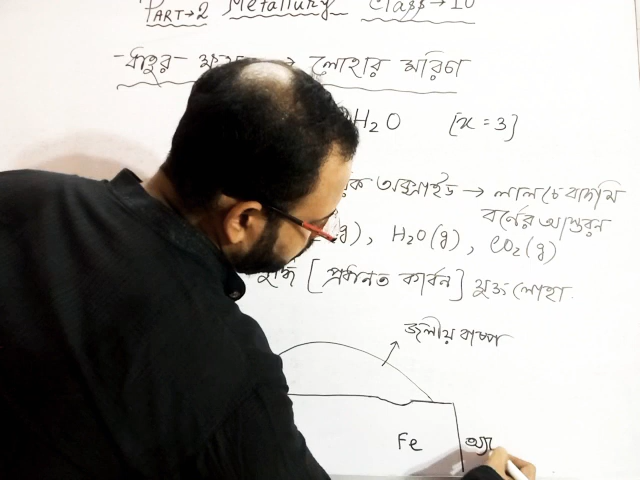 PART→2 Metallurgy Class→10
ধাতুর → লোহার মরিচা
H2O [x = 3]
অক্সাইড → লালচে বাদামি
বর্ণের আস্তরন
(g), H2O(g), CO2(g)
[প্রধানত কার্বন] যুক্ত লোহা.
জলীয় বাষ্প
Fe